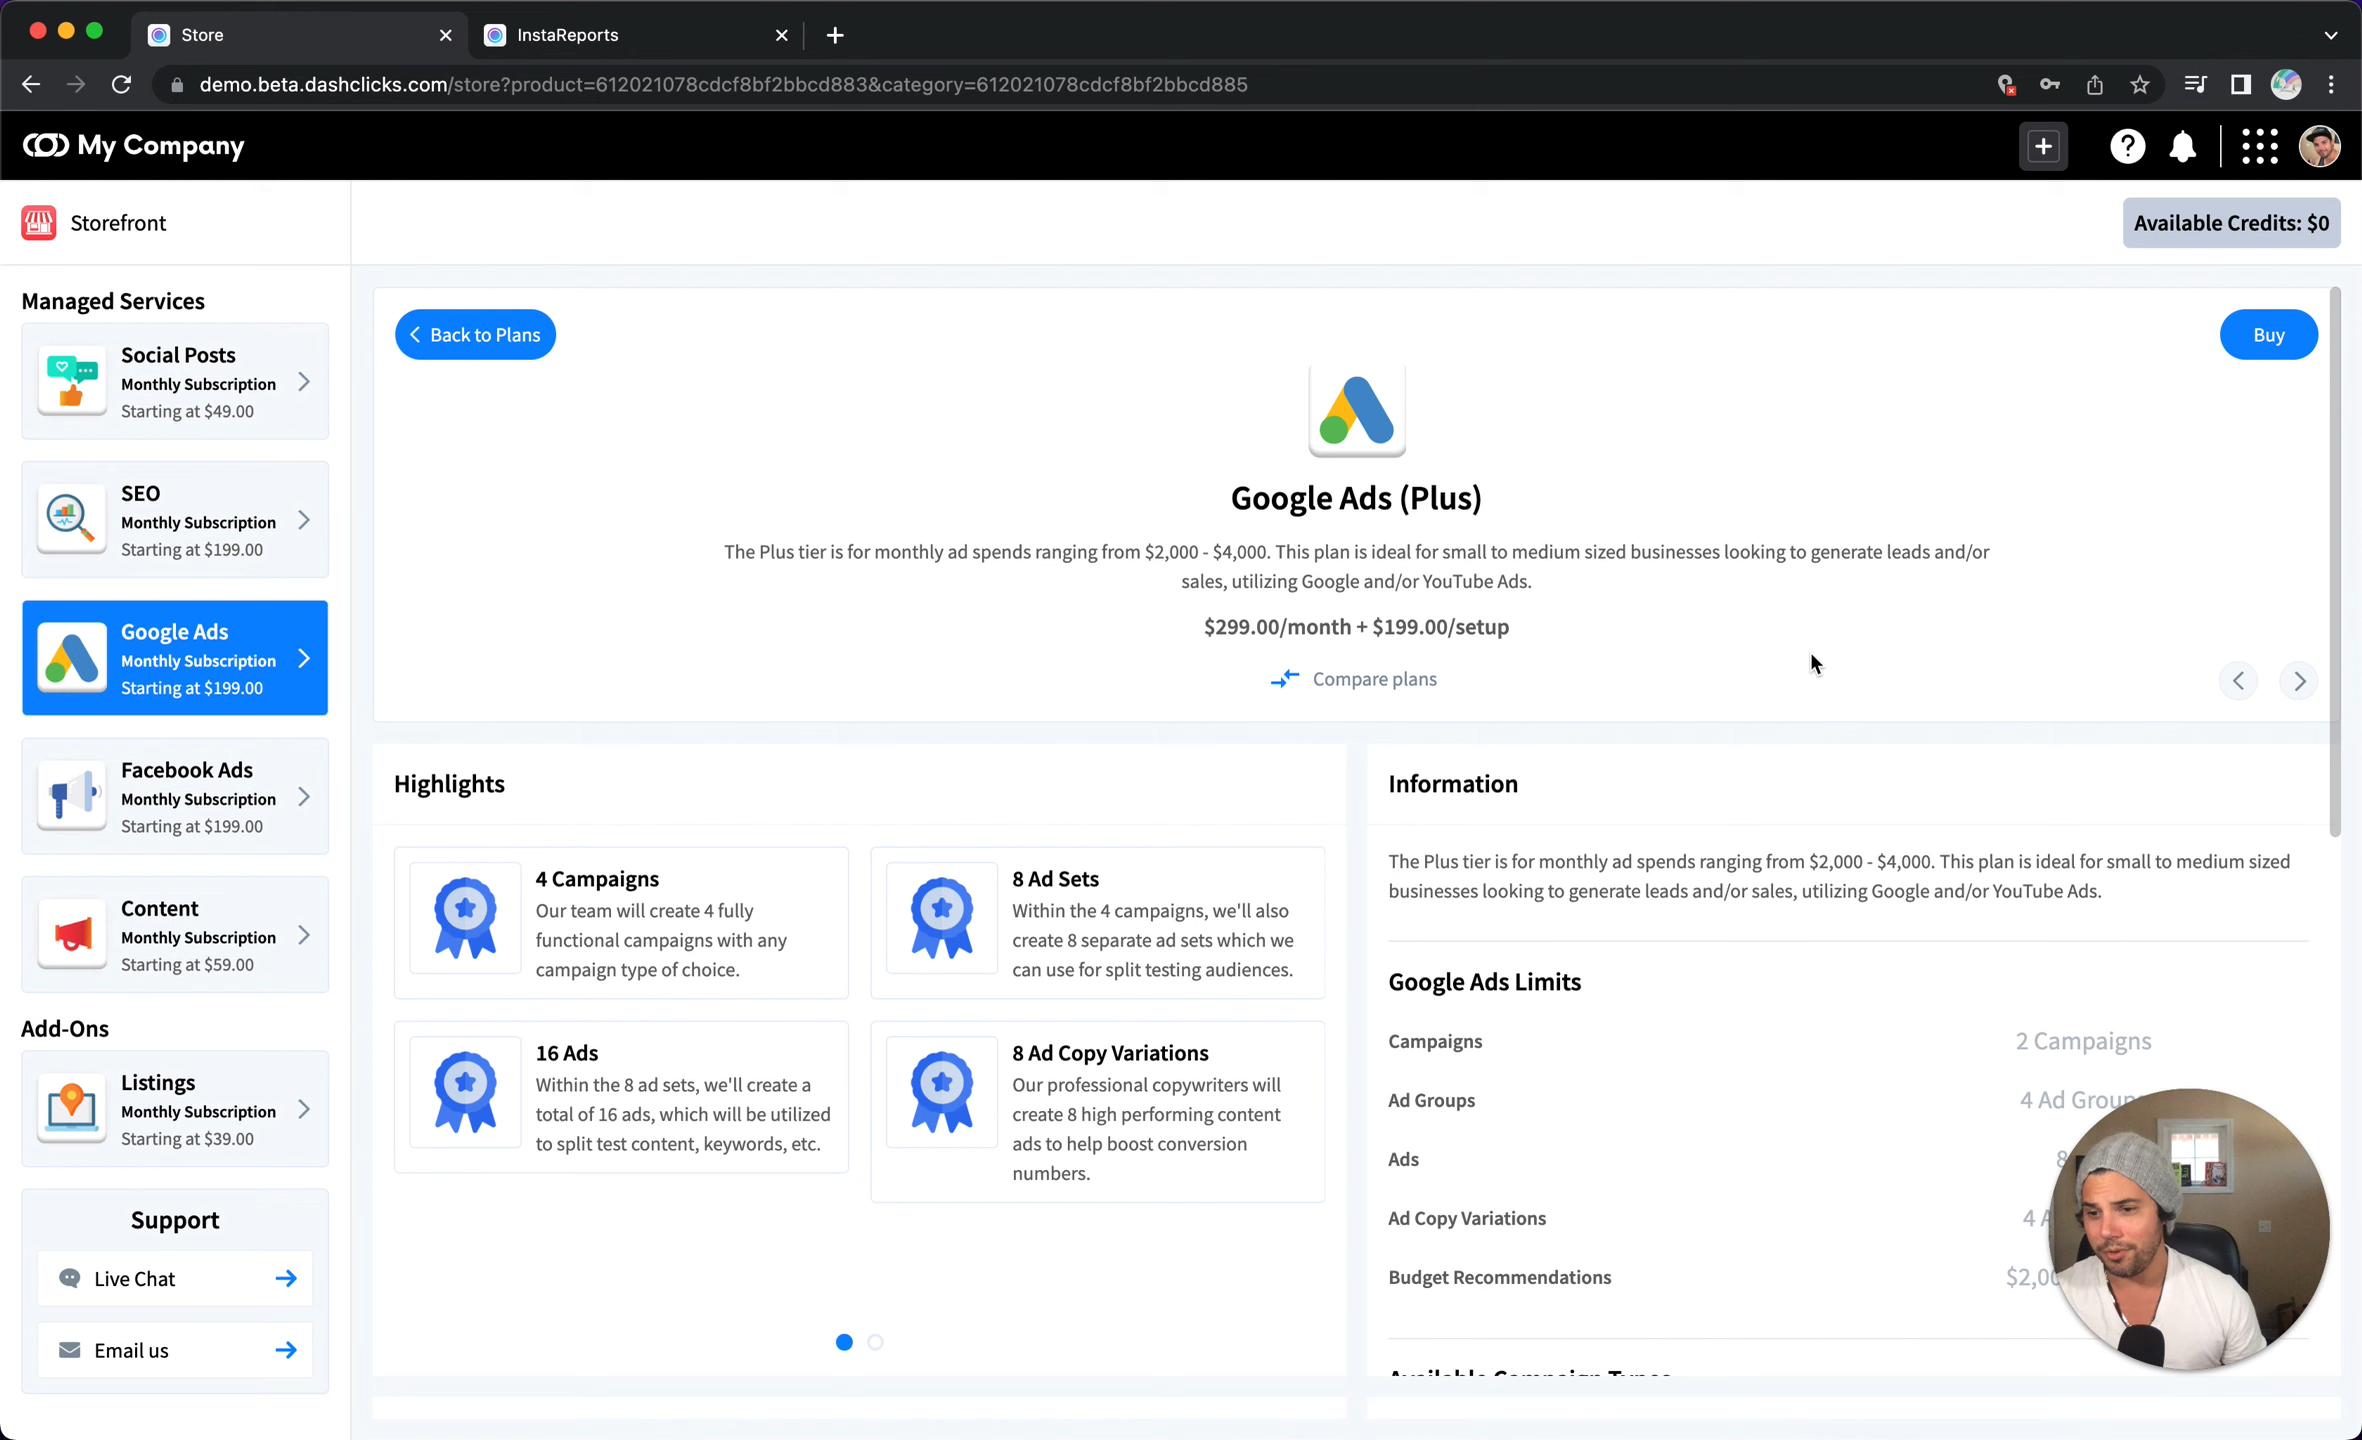 Store
InstaReports
demo.beta.dashclicks.com/store?product=612021078cdcf8bf2bbcd883&category=612021078cdcf8bf2bbcd885
My Company
Storefront
Available Credits: $0
Managed Services
Social Posts
Monthly Subscription
Starting at $49.00
SEO
Monthly Subscription
Starting at $199.00
Google Ads
Monthly Subscription
Starting at $199.00
Facebook Ads
Monthly Subscription
Starting at $199.00
Content
Monthly Subscription
Starting at $59.00
Add-Ons
Listings
Monthly Subscription
Starting at $39.00
Support
Live Chat
Email us
Back to Plans
Buy
Google Ads (Plus)
The Plus tier is for monthly ad spends ranging from $2,000 - $4,000. This plan is ideal for small to medium sized businesses looking to generate leads and/or
sales, utilizing Google and/or YouTube Ads.
$299.00/month + $199.00/setup
Compare plans
Highlights
4 Campaigns
Our team will create 4 fully
functional campaigns with any
campaign type of choice.
8 Ad Sets
Within the 4 campaigns, we'll also
create 8 separate ad sets which we
can use for split testing audiences.
16 Ads
Within the 8 ad sets, we'll create a
total of 16 ads, which will be utilized
to split test content, keywords, etc.
8 Ad Copy Variations
Our professional copywriters will
create 8 high performing content
ads to help boost conversion
numbers.
Information
The Plus tier is for monthly ad spends ranging from $2,000 - $4,000. This plan is ideal for small to medium sized
businesses looking to generate leads and/or sales, utilizing Google and/or YouTube Ads.
Google Ads Limits
Campaigns 2 Campaigns
Ad Groups 4 Ad Groups
Ads 8
Ad Copy Variations 4
Budget Recommendations
Available Campaign Types